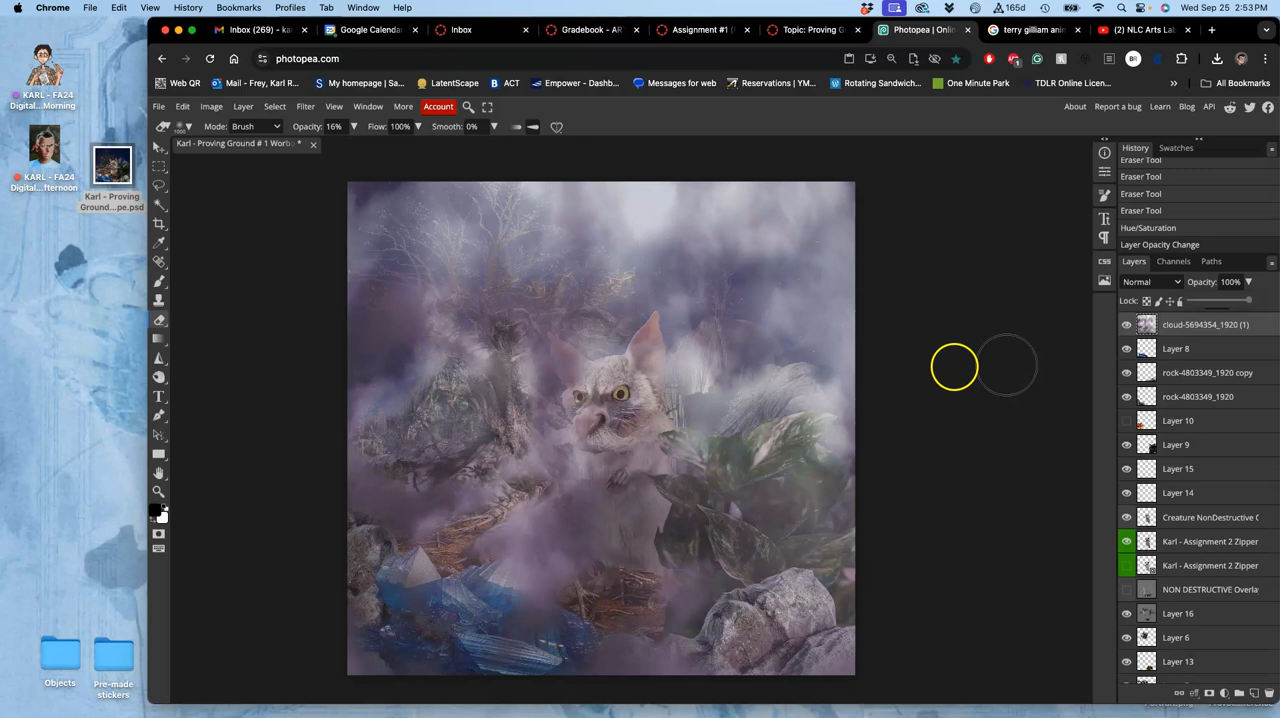 Chrome File Edit View History Bookmarks Profiles Tab Window Help 165d Wed Sep 25 2:53 PM
Inbox (269) - ka Google Calendar Inbox Gradebook - AR Assignment #1 ( Topic: Proving G Photopea | Onlin terry gilliam ani (2) NLC Arts La
photopea.com
Web QR Mail - Frey, Karl R... My homepage | Sa... LatentScape ACT Empower - Dashb... Messages for web Reservations | YM... Rotating Sandwich... One Minute Park TDLR Online Licen... All Bookmarks
File Edit Image Layer Select Filter View Window More Account About Report a bug Learn Blog API
1000 Mode: Brush Opacity: 16% Flow: 100% Smooth: 0%
Karl - Proving Ground # 1 Worbo *
KARL - FA24
Digital...Morning
KARL - FA24
Digital...fternoon
Karl - Proving
Ground...pe.psd
Objects
Pre-made
stickers
History Swatches
Eraser Tool
Eraser Tool
Eraser Tool
Eraser Tool
Hue/Saturation
Layer Opacity Change
CSS Layers Channels Paths
Normal Opacity: 100%
Lock:
cloud-5694354_1920 (1)
Layer 8
rock-4803349_1920 copy
rock-4803349_1920
Layer 10
Layer 9
Layer 15
Layer 14
Creature NonDestructive C
Karl - Assignment 2 Zipper
Karl - Assignment 2 Zipper
NON DESTRUCTIVE Overla
Layer 16
Layer 6
Layer 13
eff